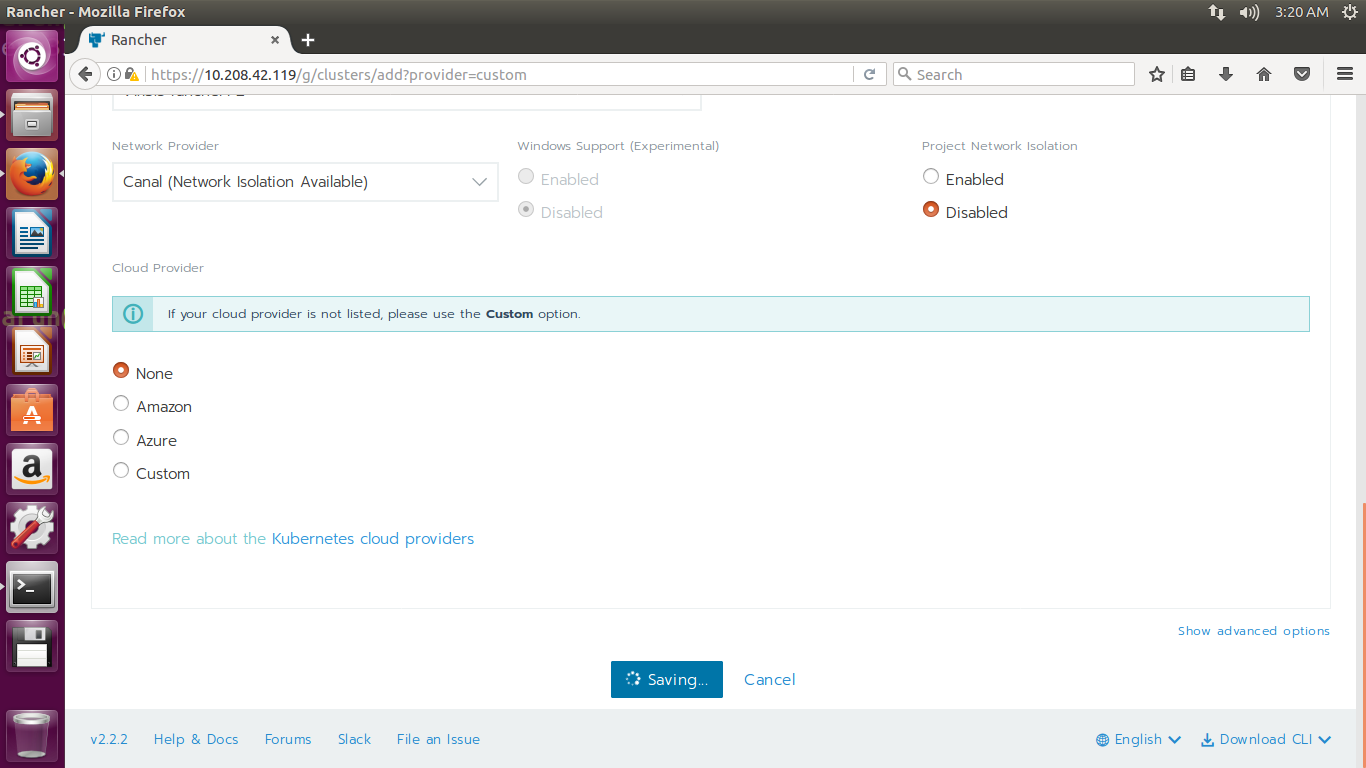 Rancher - Mozilla Firefox
3:20 AM
Rancher
https://10.208.42.119/g/clusters/add?provider=custom
Search
Network Provider
Windows Support (Experimental)
Project Network Isolation
Canal (Network Isolation Available)
Enabled
Enabled
Disabled
Disabled
Cloud Provider
If your cloud provider is not listed, please use the Custom option.
None
Amazon
Azure
Custom
Read more about the Kubernetes cloud providers
Show advanced options
Saving...
Cancel
v2.2.2
Help & Docs
Forums
Slack
File an Issue
English
Download CLI